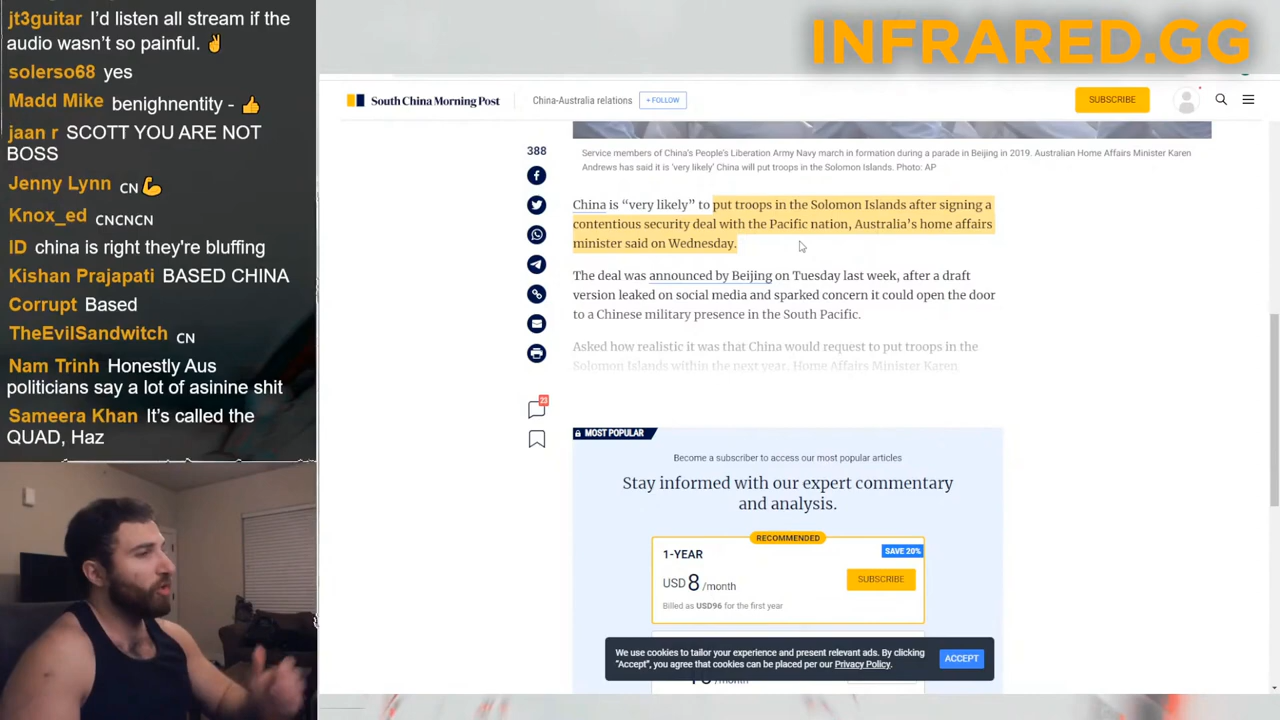 jt3guitar I’d listen all stream if the
audio wasn’t so painful. ✌
solerso68 yes
Madd Mike benighnentity - 👍
jaan r SCOTT YOU ARE NOT
BOSS
Jenny Lynn CN 💪
Knox_ed CNCNCN
ID china is right they're bluffing
Kishan Prajapati BASED CHINA
Corrupt Based
TheEvilSandwitch CN
Nam Trinh Honestly Aus
politicians say a lot of asinine shit
Sameera Khan It’s called the
QUAD, Haz
INFRARED.GG
South China Morning Post
China-Australia relations
+ FOLLOW
SUBSCRIBE
388
Service members of China’s People’s Liberation Army Navy march in formation during a parade in Beijing in 2019. Australian Home Affairs Minister Karen
Andrews has said it is ‘very likely’ China will put troops in the Solomon Islands. Photo: AP
China is “very likely” to put troops in the Solomon Islands after signing a
contentious security deal with the Pacific nation, Australia’s home affairs
minister said on Wednesday.
The deal was announced by Beijing on Tuesday last week, after a draft
version leaked on social media and sparked concern it could open the door
to a Chinese military presence in the South Pacific.
Asked how realistic it was that China would request to put troops in the
Solomon Islands within the next year, Home Affairs Minister Karen
23
MOST POPULAR
Become a subscriber to access our most popular articles
Stay informed with our expert commentary
and analysis.
RECOMMENDED
1-YEAR
SAVE 20%
USD 8 /month
SUBSCRIBE
Billed as USD96 for the first year
We use cookies to tailor your experience and present relevant ads. By clicking
"Accept", you agree that cookies can be placed per our Privacy Policy.
ACCEPT
/month